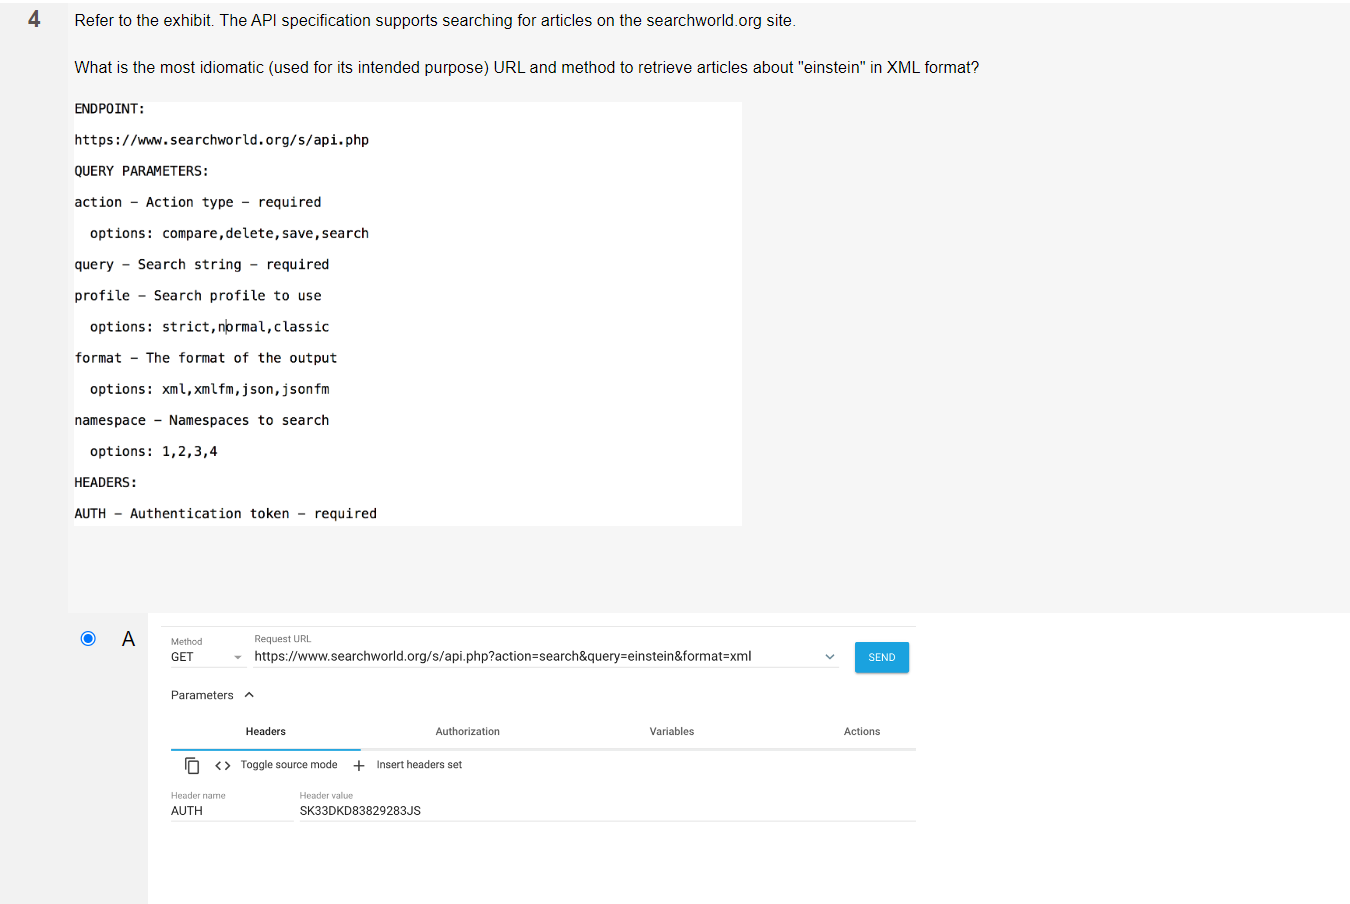 4
Refer to the exhibit. The API specification supports searching for articles on the searchworld.org site.
What is the most idiomatic (used for its intended purpose) URL and method to retrieve articles about "einstein" in XML format?
ENDPOINT:
https://www.searchworld.org/s/api.php
QUERY PARAMETERS:
action – Action type – required
options: compare,delete,save,search
query – Search string – required
profile – Search profile to use
options: strict,normal,classic
format – The format of the output
options: xml,xmlfm,json,jsonfm
namespace – Namespaces to search
options: 1,2,3,4
HEADERS:
AUTH – Authentication token – required
A
Method
Request URL
GET
https://www.searchworld.org/s/api.php?action=search&query=einstein&format=xml
SEND
Parameters
Headers Authorization Variables Actions
<> Toggle source mode + Insert headers set
Header name Header value
AUTH SK33DKD83829283JS